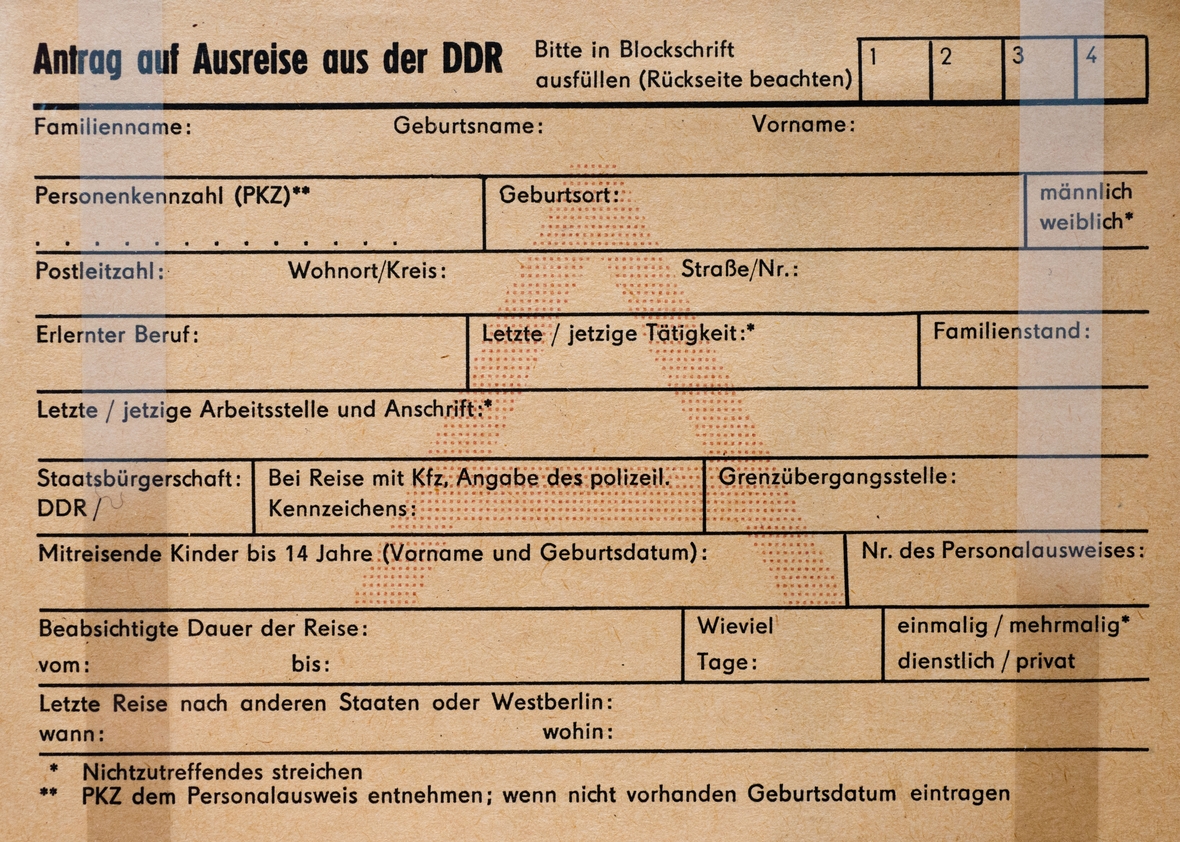 Antrag auf Ausreise aus der DDR
Bitte in Blockschrift
ausfüllen (Rückseite beachten)
1 2 3 4
Familienname: Geburtsname: Vorname:
Personenkennzahl (PKZ)** Geburtsort: männlich
weiblich*
. . . . . . . . . . . . .
Postleitzahl: Wohnort/Kreis: Straße/Nr.:
Erlernter Beruf: Letzte / jetzige Tätigkeit:* Familienstand:
Letzte / jetzige Arbeitsstelle und Anschrift:*
Staatsbürgerschaft: Bei Reise mit Kfz, Angabe des polizeil. Grenzübergangsstelle:
DDR / Kennzeichens:
Mitreisende Kinder bis 14 Jahre (Vorname und Geburtsdatum): Nr. des Personalausweises:
Beabsichtigte Dauer der Reise: Wieviel einmalig / mehrmalig*
vom: bis: Tage: dienstlich / privat
Letzte Reise nach anderen Staaten oder Westberlin:
wann: wohin:
* Nichtzutreffendes streichen
** PKZ dem Personalausweis entnehmen; wenn nicht vorhanden Geburtsdatum eintragen
A